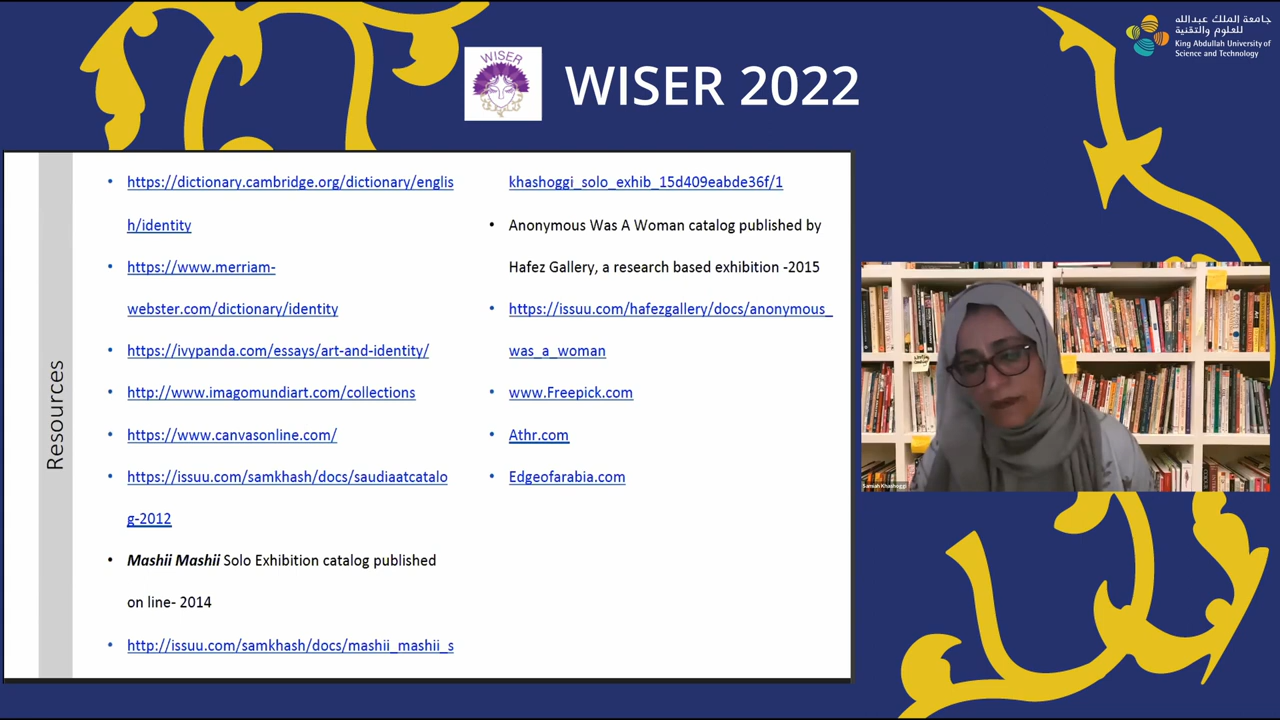 جامعة الملك عبدالله
للعلوم والتقنية
King Abdullah University of
Science and Technology
WISER
WISER 2022
Resources
• https://dictionary.cambridge.org/dictionary/englis
h/identity
• https://www.merriam-
webster.com/dictionary/identity
• https://ivypanda.com/essays/art-and-identity/
• http://www.imagomundiart.com/collections
• https://www.canvasonline.com/
• https://issuu.com/samkhash/docs/saudiaatcatalo
g-2012
• Mashii Mashii Solo Exhibition catalog published
on line- 2014
• http://issuu.com/samkhash/docs/mashii_mashii_s
khashoggi_solo_exhib_15d409eabde36f/1
• Anonymous Was A Woman catalog published by
Hafez Gallery, a research based exhibition -2015
• https://issuu.com/hafezgallery/docs/anonymous_
was_a_woman
• www.Freepick.com
• Athr.com
• Edgeofarabia.com
Samiah Khashoggi